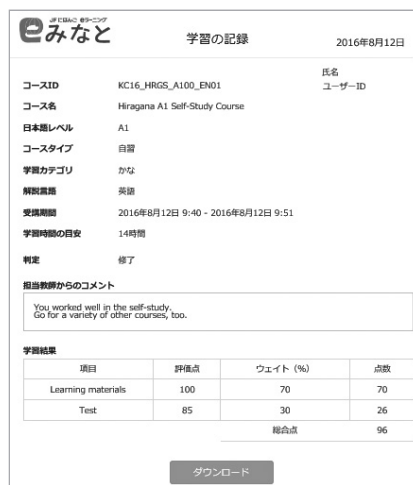 JFにほんご eラーニング
みなと
学習の記録
2016年8月12日
氏名
ユーザーID
コースID KC16_HRGS_A100_EN01
コース名 Hiragana A1 Self-Study Course
日本語レベル A1
コースタイプ 自習
学習カテゴリ かな
解説言語 英語
受講期間 2016年8月12日 9:40 - 2016年8月12日 9:51
学習時間の目安 14時間
判定 修了
担当教師からのコメント
You worked well in the self-study.
Go for a variety of other courses, too.
学習結果
項目 評価点 ウェイト (%) 点数
Learning materials 100 70 70
Test 85 30 26
総合点 96
ダウンロード